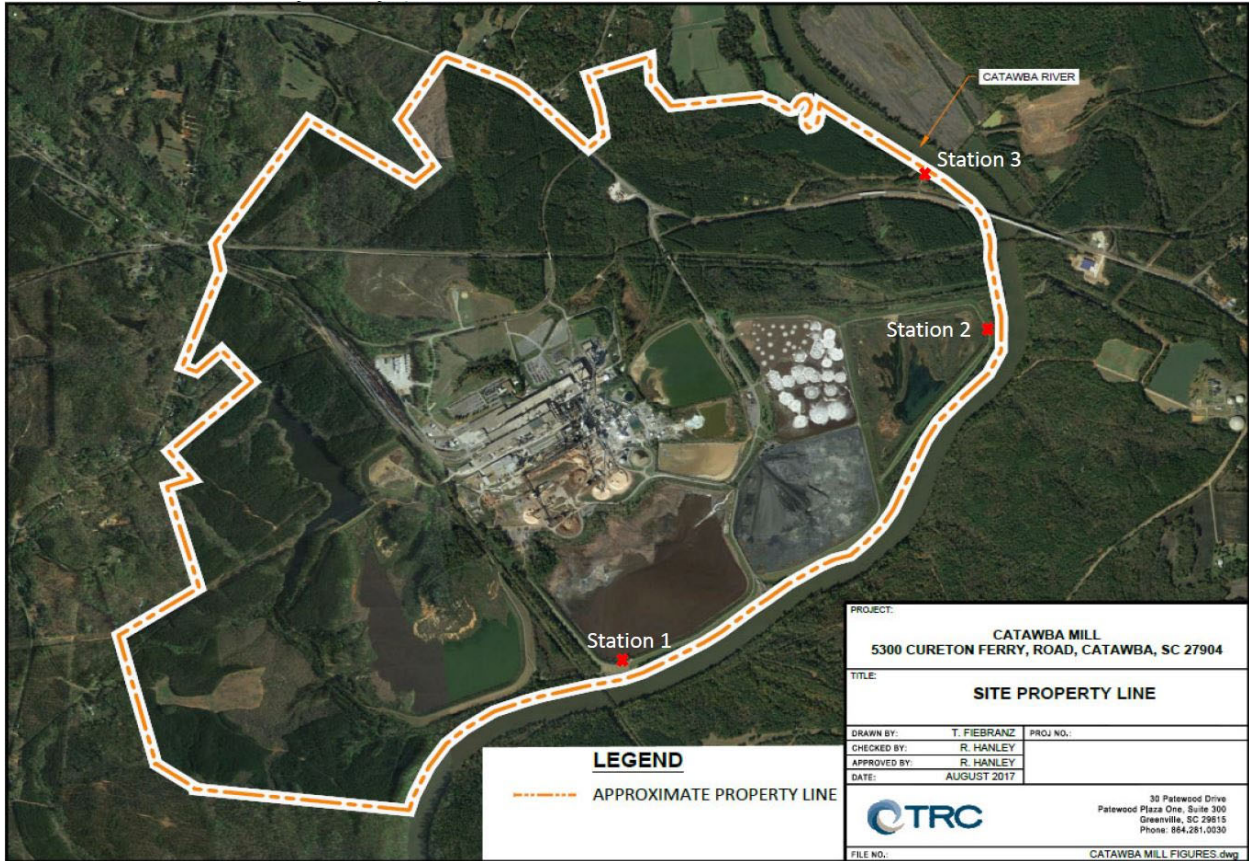 CATAWBA RIVER
Station 3
Station 2
Station 1
LEGEND
APPROXIMATE PROPERTY LINE
PROJECT:
CATAWBA MILL
5300 CURETON FERRY, ROAD, CATAWBA, SC 27904
TITLE:
SITE PROPERTY LINE
DRAWN BY: T. FIEBRANZ PROJ NO.:
CHECKED BY: R. HANLEY
APPROVED BY: R. HANLEY
DATE: AUGUST 2017
TRC
30 Patewood Drive
Patewood Plaza One, Suite 300
Greenville, SC 29615
Phone: 864.281.0030
FILE NO.: CATAWBA MILL FIGURES.dwg